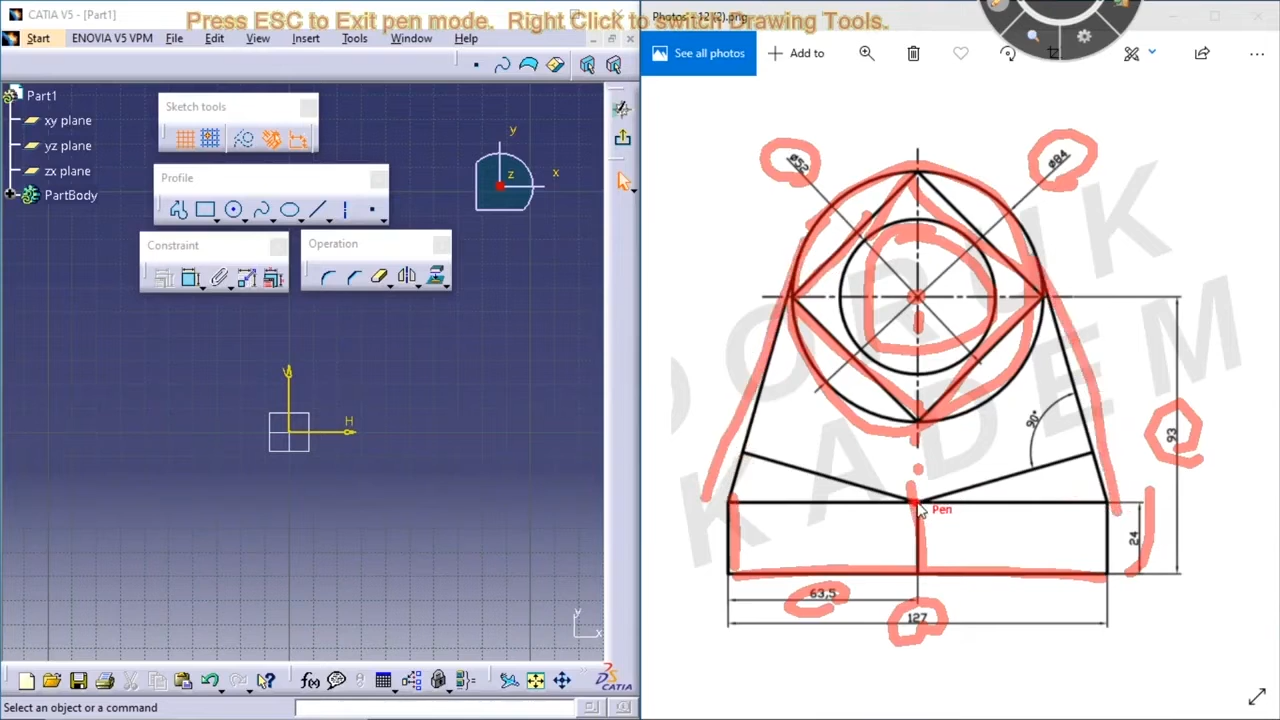 Press ESC to Exit pen mode. Right Click to switch Drawing Tools.
CATIA V5 - [Part1]
Start ENOVIA V5 VPM File Edit View Insert Tools Window Help
Part1
xy plane
yz plane
zx plane
PartBody
Sketch tools
Profile
Constraint
Operation
y
x
z
V
H
y
x
CATIA
Select an object or a command
See all photos
Add to
ø52
ø84
90°
93
24
63,5
127
Pen